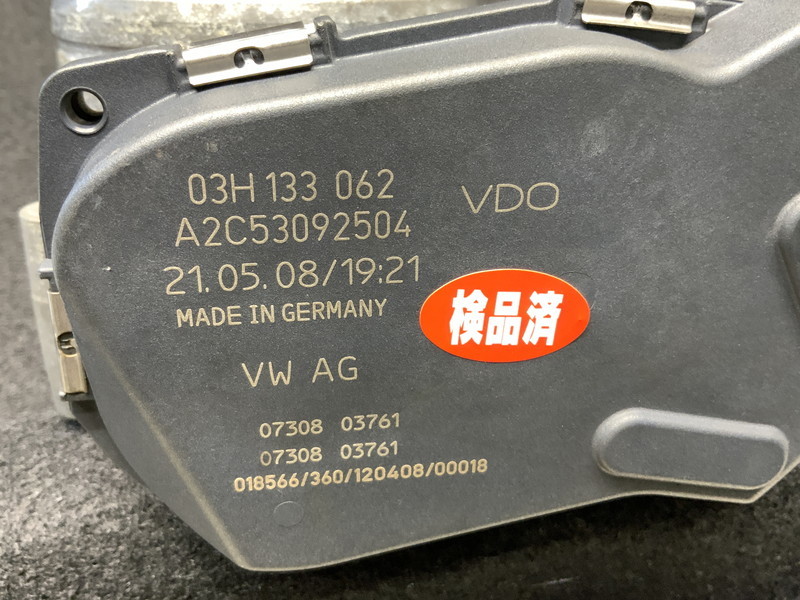 03H 133 062
VDO
A2C53092504
21.05.08/19:21
MADE IN GERMANY
検品済
VW AG
07308 03761
07308 03761
018566/360/120408/00018